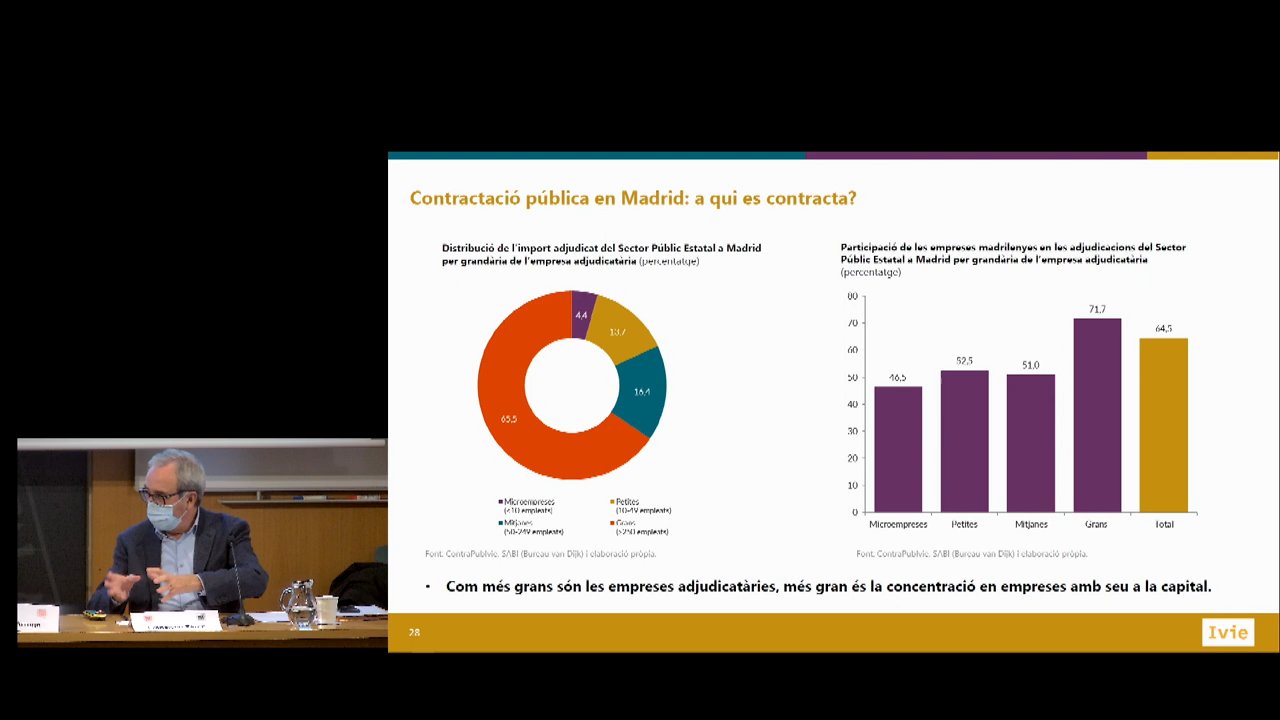 Contractació pública en Madrid: a qui es contracta?
Distribució de l'import adjudicat del Sector Públic Estatal a Madrid
per grandària de l'empresa adjudicatària (percentatge)
4,4
13,7
16,4
65,5
Microempreses
(<10 empleats)
Petites
(10-49 empleats)
Mitjanes
(50-249 empleats)
Grans
(>250 empleats)
Font. ContraPubIvie, SABI (Bureau van Dijk) i elaboració pròpia.
Participació de les empreses madrilenyes en les adjudicacions del Sector
Públic Estatal a Madrid per grandària de l'empresa adjudicatària
(percentatge)
80
70
60
50
40
30
20
10
0
46,5
52,5
51,0
71,7
64,5
Microempreses
Petites
Mitjanes
Grans
Total
Font. ContraPubIvie, SABI (Bureau van Dijk) i elaboració pròpia.
• Com més grans són les empreses adjudicatàries, més gran és la concentració en empreses amb seu a la capital.
28
Ivie